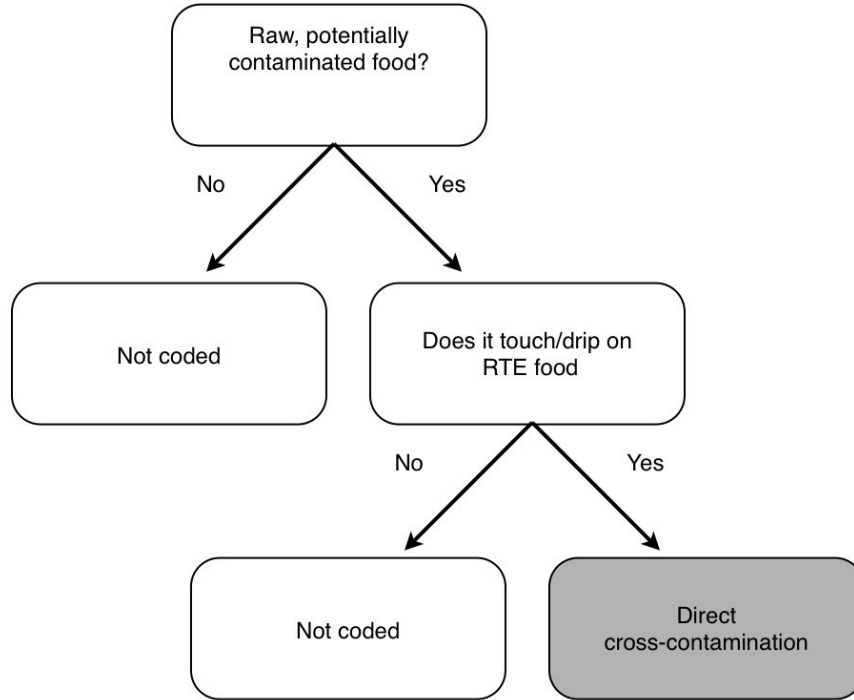 Raw, potentially
contaminated food?
No
Yes
Not coded
Does it touch/drip on
RTE food
No
Yes
Not coded
Direct
cross-contamination